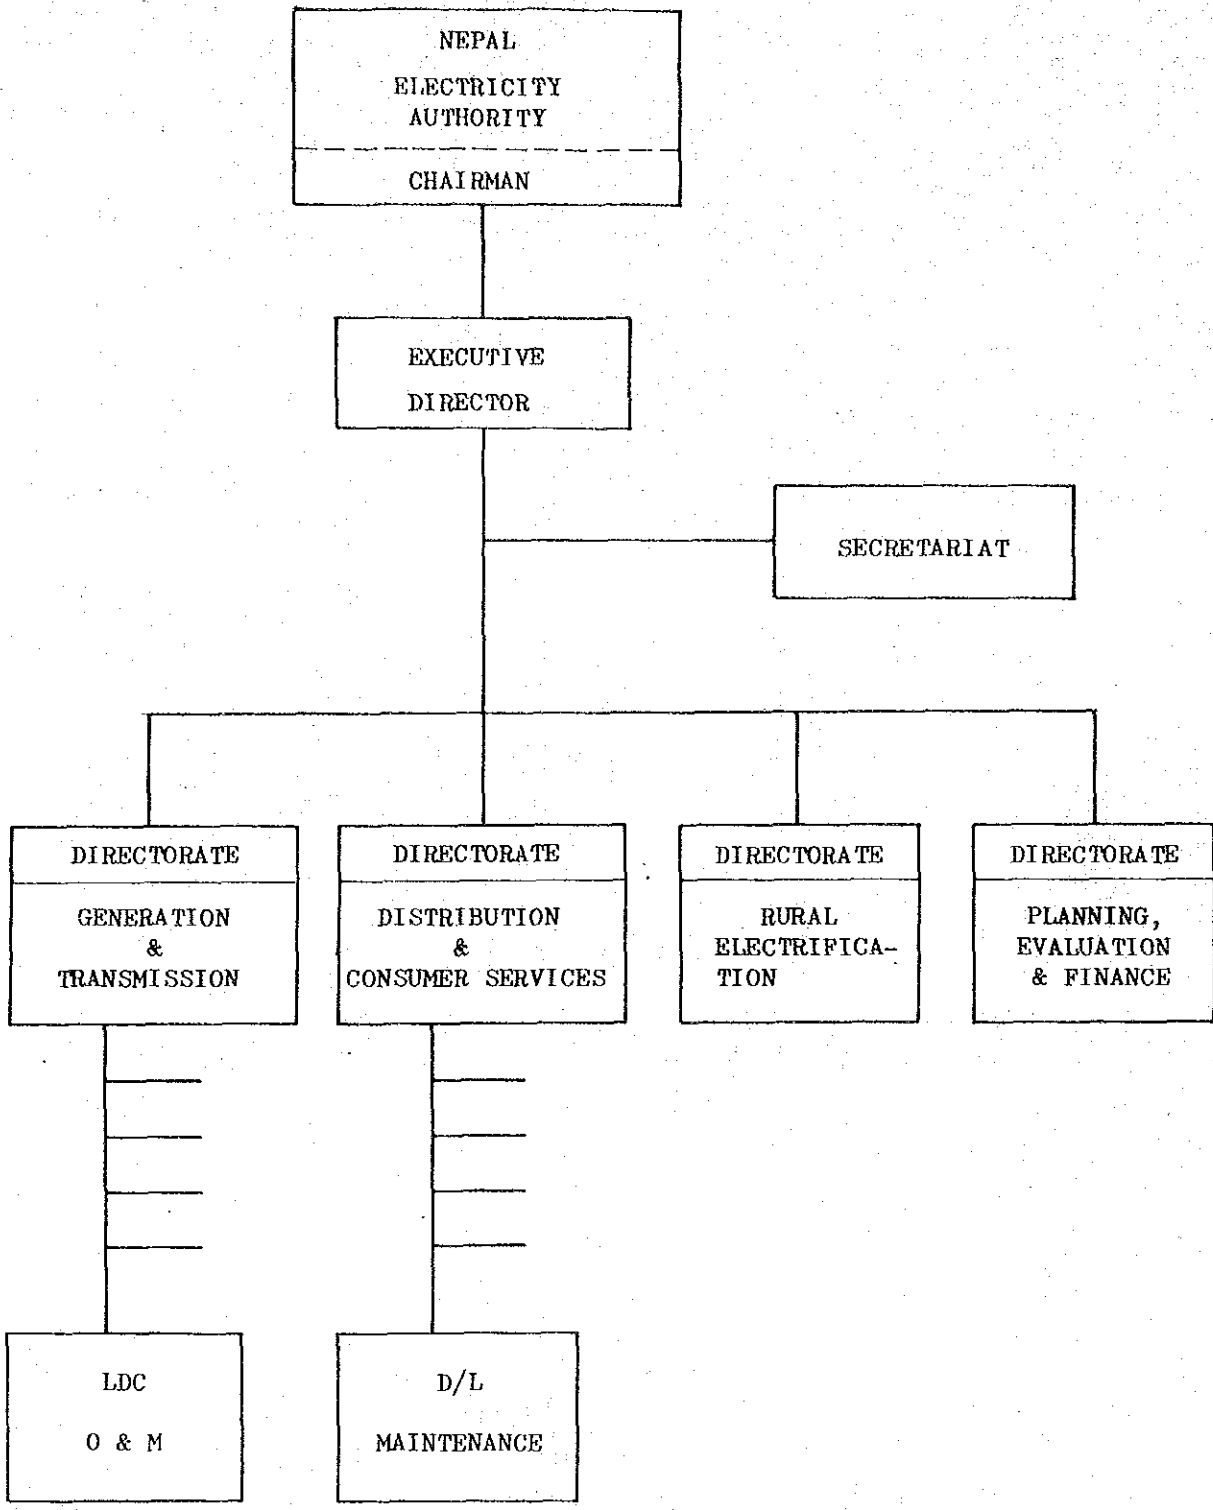 NEPAL
ELECTRICITY
AUTHORITY
CHAIRMAN
EXECUTIVE
DIRECTOR
SECRETARIAT
DIRECTORATE
GENERATION
&
TRANSMISSION
DIRECTORATE
DISTRIBUTION
&
CONSUMER SERVICES
DIRECTORATE
RURAL
ELECTRIFICA-
TION
DIRECTORATE
PLANNING,
EVALUATION
& FINANCE
LDC
O & M
D/L
MAINTENANCE